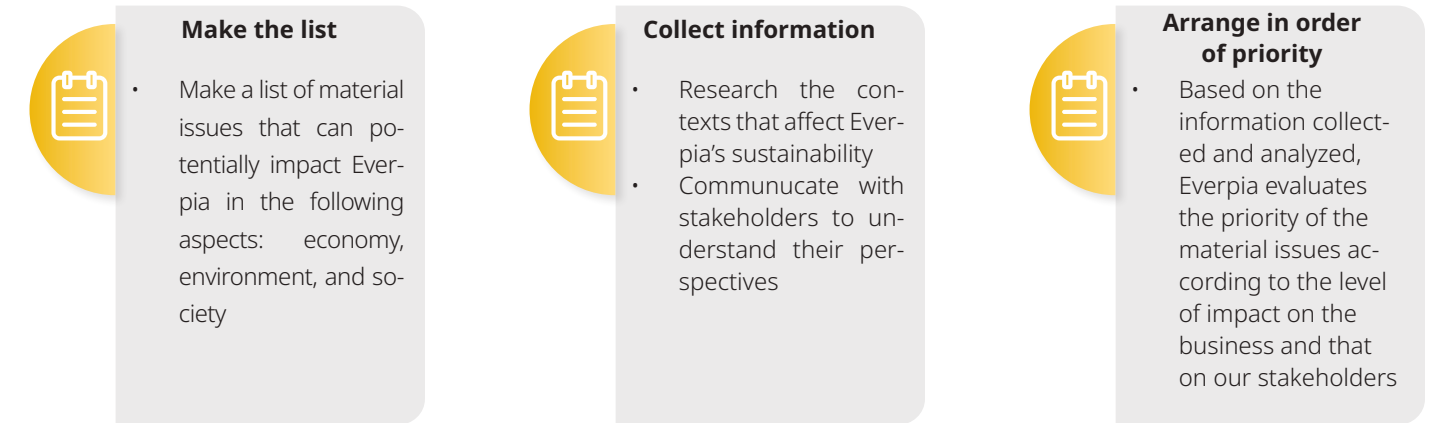 Make the list
• Make a list of material
issues that can po-
tentially impact Ever-
pia in the following
aspects: economy,
environment, and so-
ciety
Collect information
• Research the con-
texts that affect Ever-
pia’s sustainability
• Communucate with
stakeholders to un-
derstand their per-
spectives
Arrange in order
of priority
• Based on the
information collect-
ed and analyzed,
Everpia evaluates
the priority of the
material issues ac-
cording to the level
of impact on the
business and that
on our stakeholders